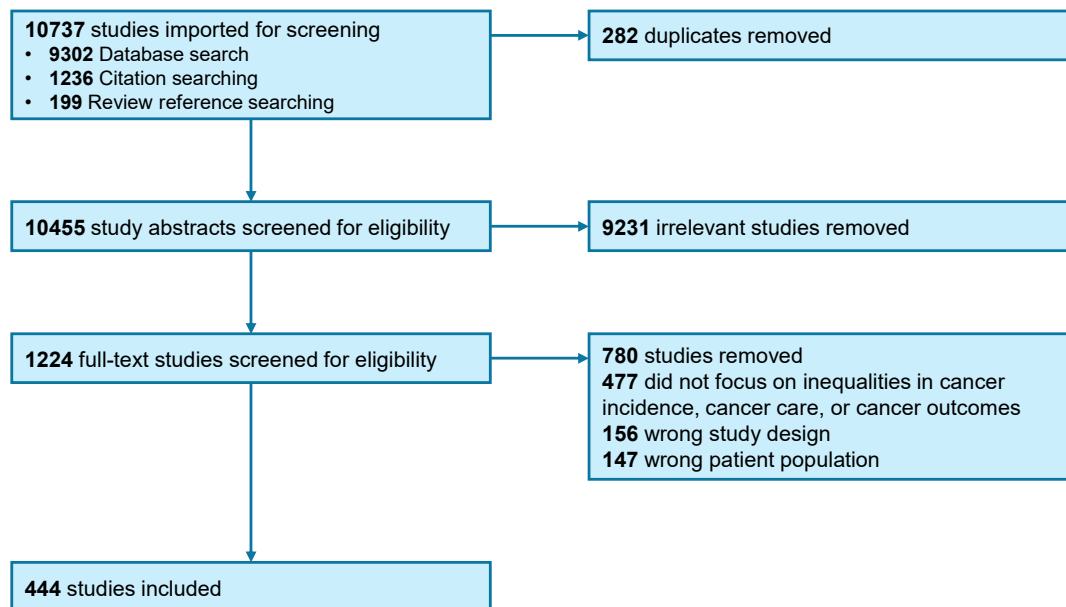 10737 studies imported for screening
• 9302 Database search
• 1236 Citation searching
• 199 Review reference searching
282 duplicates removed
10455 study abstracts screened for eligibility
9231 irrelevant studies removed
1224 full-text studies screened for eligibility
780 studies removed
477 did not focus on inequalities in cancer
incidence, cancer care, or cancer outcomes
156 wrong study design
147 wrong patient population
444 studies included